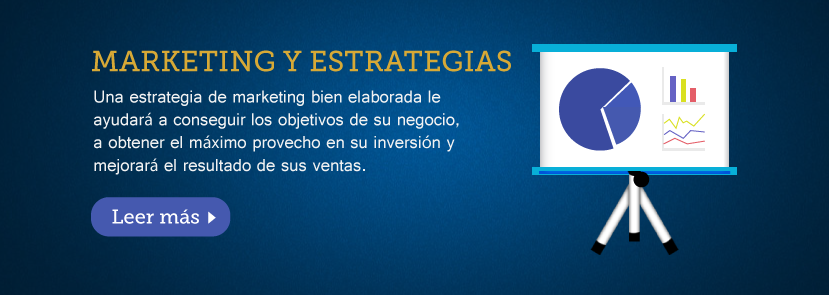 MARKETING Y ESTRATEGIAS
Una estrategia de marketing bien elaborada le
ayudará a conseguir los objetivos de su negocio,
a obtener el máximo provecho en su inversión y
mejorará el resultado de sus ventas.
Leer más